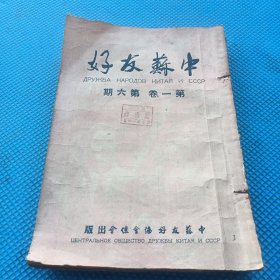 中蘇友好
ДРУЖБА НАРОДОВ КИТАЯ И СССР
第一卷 第六期
中蘇友好協會總會出版
ЦЕНТРАЛЬНОЕ ОБЩЕСТВО ДРУЖБЫ КИТАЯ И СССР